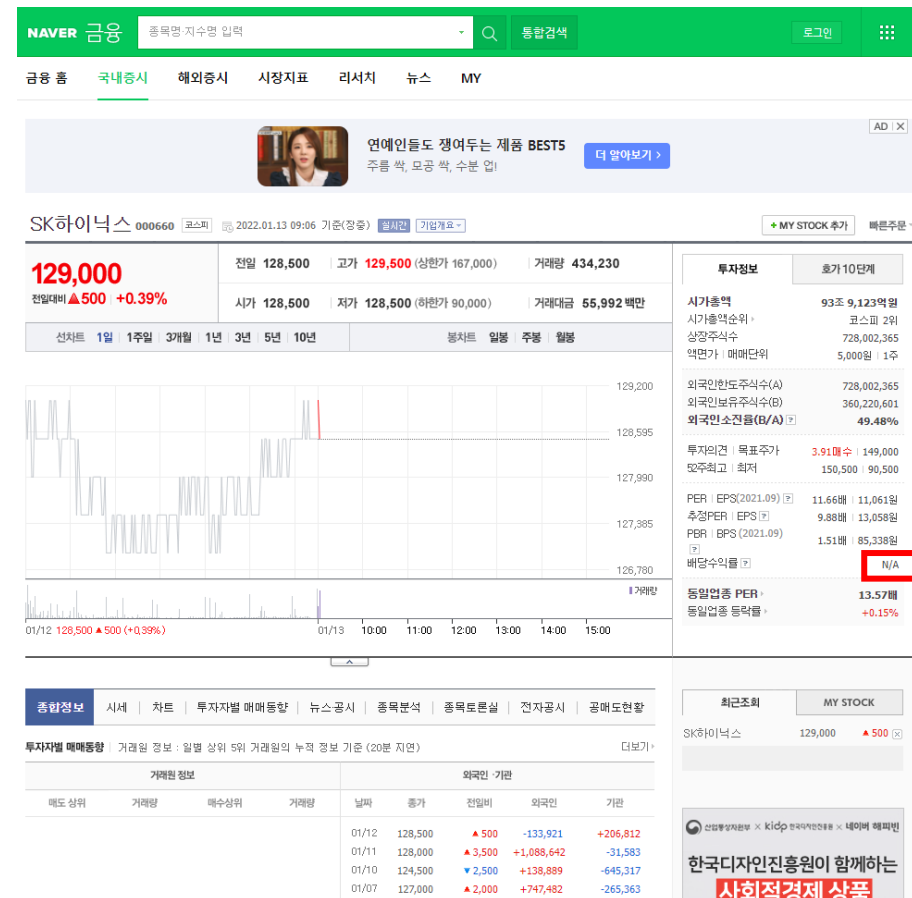 NAVER 금융 종목명·지수명 입력 통합검색 로그인
금융 홈 국내증시 해외증시 시장지표 리서치 뉴스 MY
AD X
연예인들도 쟁여두는 제품 BEST5
주름 싹, 모공 싹, 수분 업!
더 알아보기 >
SK하이닉스 000660 코스피 2022.01.13 09:06 기준(장중) 실시간 기업개요
+ MY STOCK 추가 빠른주문
129,000
전일대비 ▲500 +0.39%
전일 128,500 고가 129,500 (상한가 167,000) 거래량 434,230
시가 128,500 저가 128,500 (하한가 90,000) 거래대금 55,992 백만
선차트 1일 1주일 3개월 1년 3년 5년 10년 봉차트 일봉 주봉 월봉
129,200
128,595
127,990
127,385
126,780
거래량
01/12 128,500 ▲ 500 (+0.39%) 01/13 10:00 11:00 12:00 13:00 14:00 15:00
투자정보 호가 10단계
시가총액 93조 9,123억원
시가총액순위 코스피 2위
상장주식수 728,002,365
액면가 | 매매단위 5,000원 | 1주
외국인한도주식수(A) 728,002,365
외국인보유주식수(B) 360,220,601
외국인소진율(B/A) ? 49.48%
투자의견 | 목표주가 3.91매수 | 149,000
52주최고 | 최저 150,500 | 90,500
PER | EPS(2021.09) ? 11.66배 | 11,061원
추정PER | EPS ? 9.88배 | 13,058원
PBR | BPS (2021.09) ? 1.51배 | 85,338원
배당수익률 ? N/A
동일업종 PER 13.57배
동일업종 등락률 +0.15%
종합정보 시세 차트 투자자별 매매동향 뉴스공시 종목분석 종목토론실 전자공시 공매도현황
투자자별 매매동향 거래원 정보 : 일별 상위 5위 거래원의 누적 정보 기준 (20분 지연) 더보기
거래원 정보 외국인·기관
매도 상위 거래량 매수상위 거래량 날짜 종가 전일비 외국인 기관
01/12 128,500 ▲ 500 -133,921 +206,812
01/11 128,000 ▲ 3,500 +1,088,642 -31,583
01/10 124,500 ▼ 2,500 +138,889 -645,317
01/07 127,000 ▲ 2,000 +747,482 -265,363
최근조회 MY STOCK
SK하이닉스 129,000 ▲ 500
산업통상자원부 × kidp 한국디자인진흥원 × 네이버 해피빈
한국디자인진흥원이 함께하는
사회적경제 상품